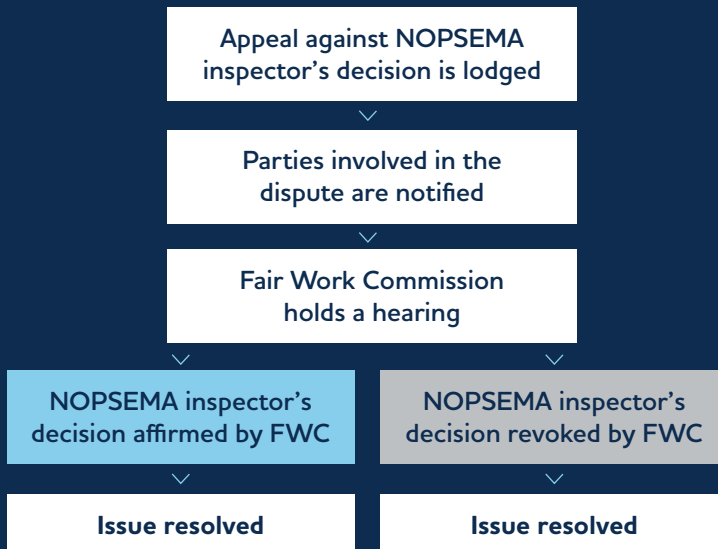 Appeal against NOPSEMA
inspector’s decision is lodged
Parties involved in the
dispute are notified
Fair Work Commission
holds a hearing
NOPSEMA inspector’s
decision affirmed by FWC
NOPSEMA inspector’s
decision revoked by FWC
Issue resolved
Issue resolved